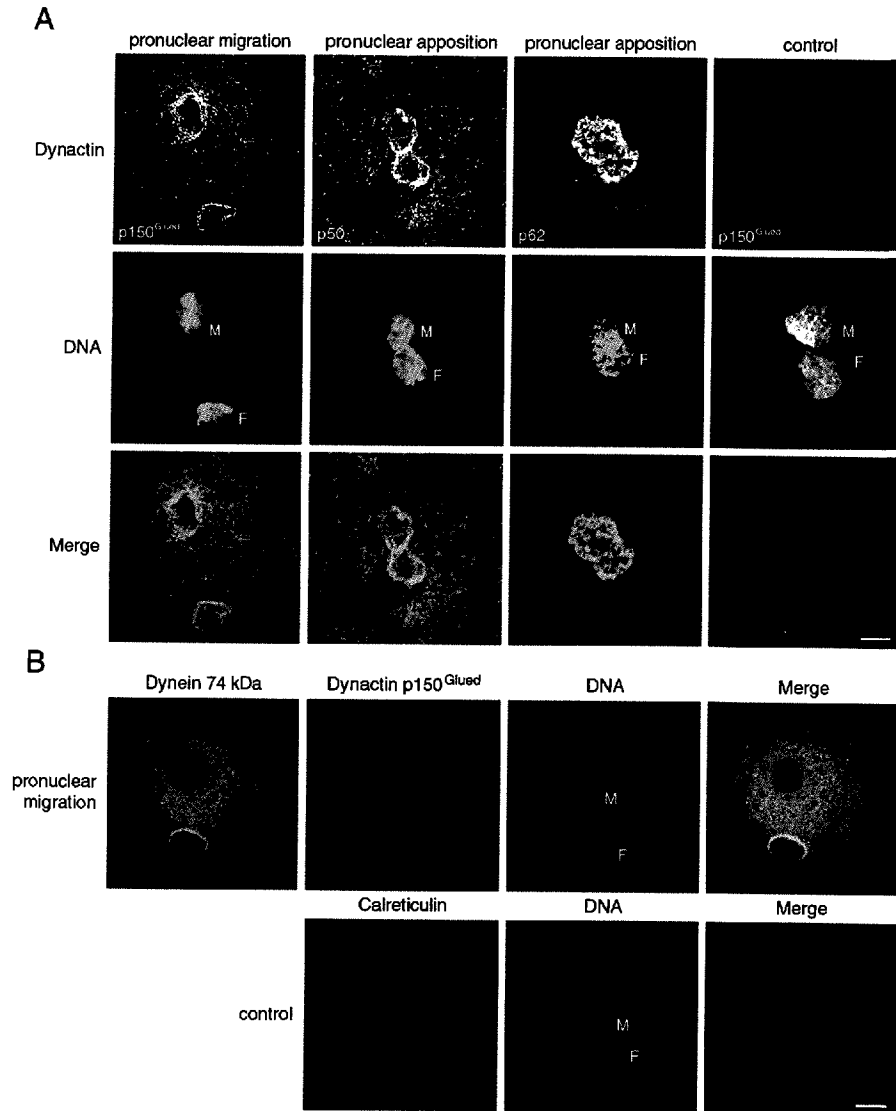 A
pronuclear migration pronuclear apposition pronuclear apposition control
Dynactin
p150Glued p50 p62 p150Glued
DNA
M F M F M F M F
Merge
B
Dynein 74 kDa Dynactin p150Glued DNA Merge
pronuclear
migration
M
F
Calreticulin DNA Merge
control
M
F